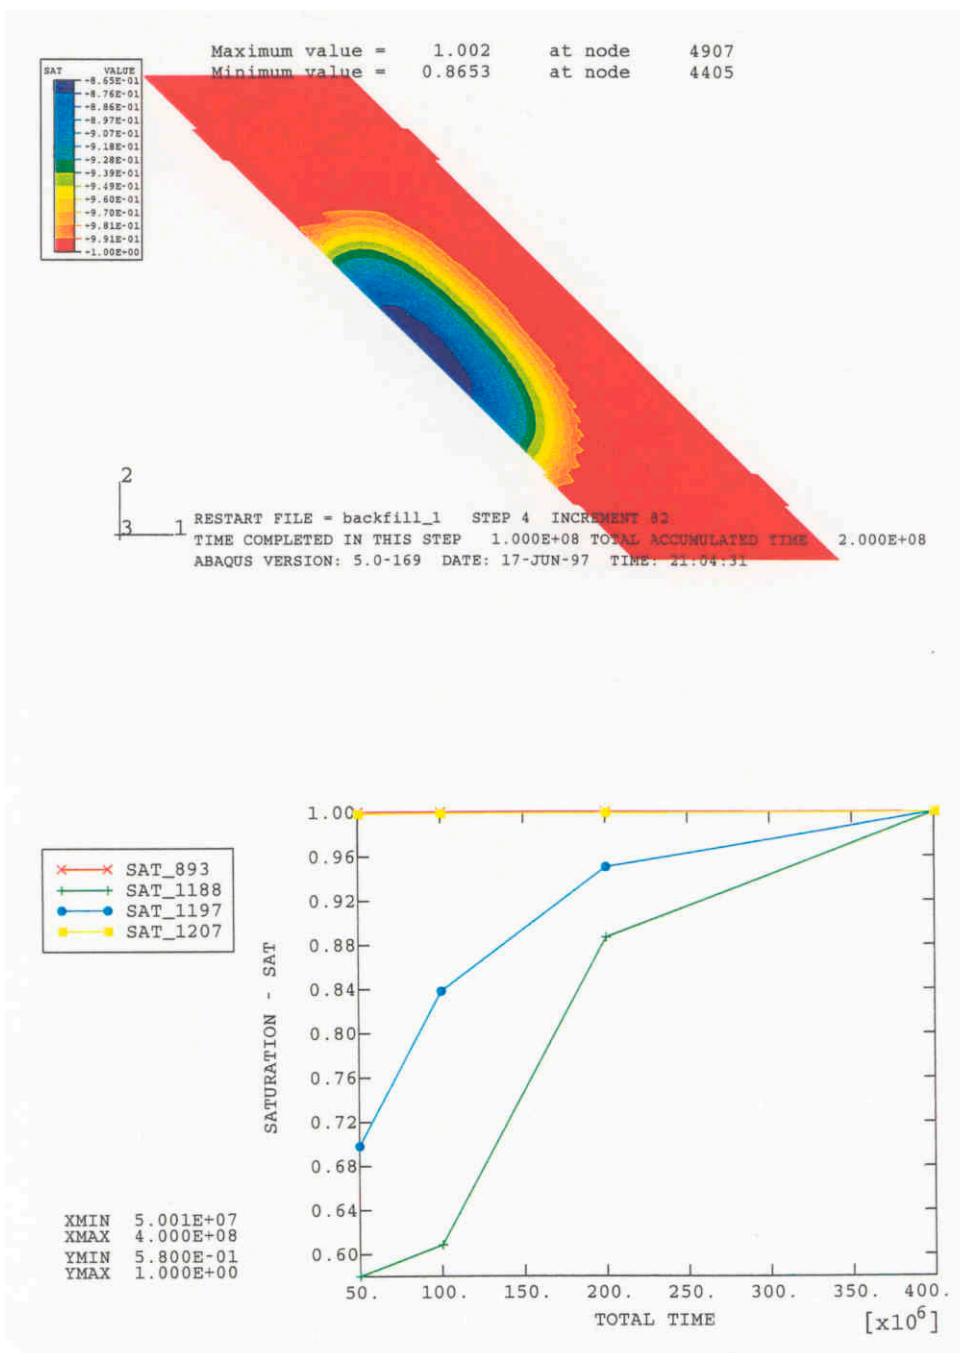 Maximum value = 1.002 at node 4907
Minimum value = 0.8653 at node 4405
SAT VALUE
+8.65E-01
+8.76E-01
+8.86E-01
+8.97E-01
+9.07E-01
+9.18E-01
+9.28E-01
+9.39E-01
+9.49E-01
+9.60E-01
+9.70E-01
+9.81E-01
+9.91E-01
+1.00E+00
2
3 1
RESTART FILE = backfill_1 STEP 4 INCREMENT 82
TIME COMPLETED IN THIS STEP 1.000E+08 TOTAL ACCUMULATED TIME 2.000E+08
ABAQUS VERSION: 5.0-169 DATE: 17-JUN-97 TIME: 21:04:31
SAT_893
SAT_1188
SAT_1197
SAT_1207
SATURATION - SAT
1.00
0.96
0.92
0.88
0.84
0.80
0.76
0.72
0.68
0.64
0.60
XMIN 5.001E+07
XMAX 4.000E+08
YMIN 5.800E-01
YMAX 1.000E+00
50. 100. 150. 200. 250. 300. 350. 400.
TOTAL TIME [x10⁶]